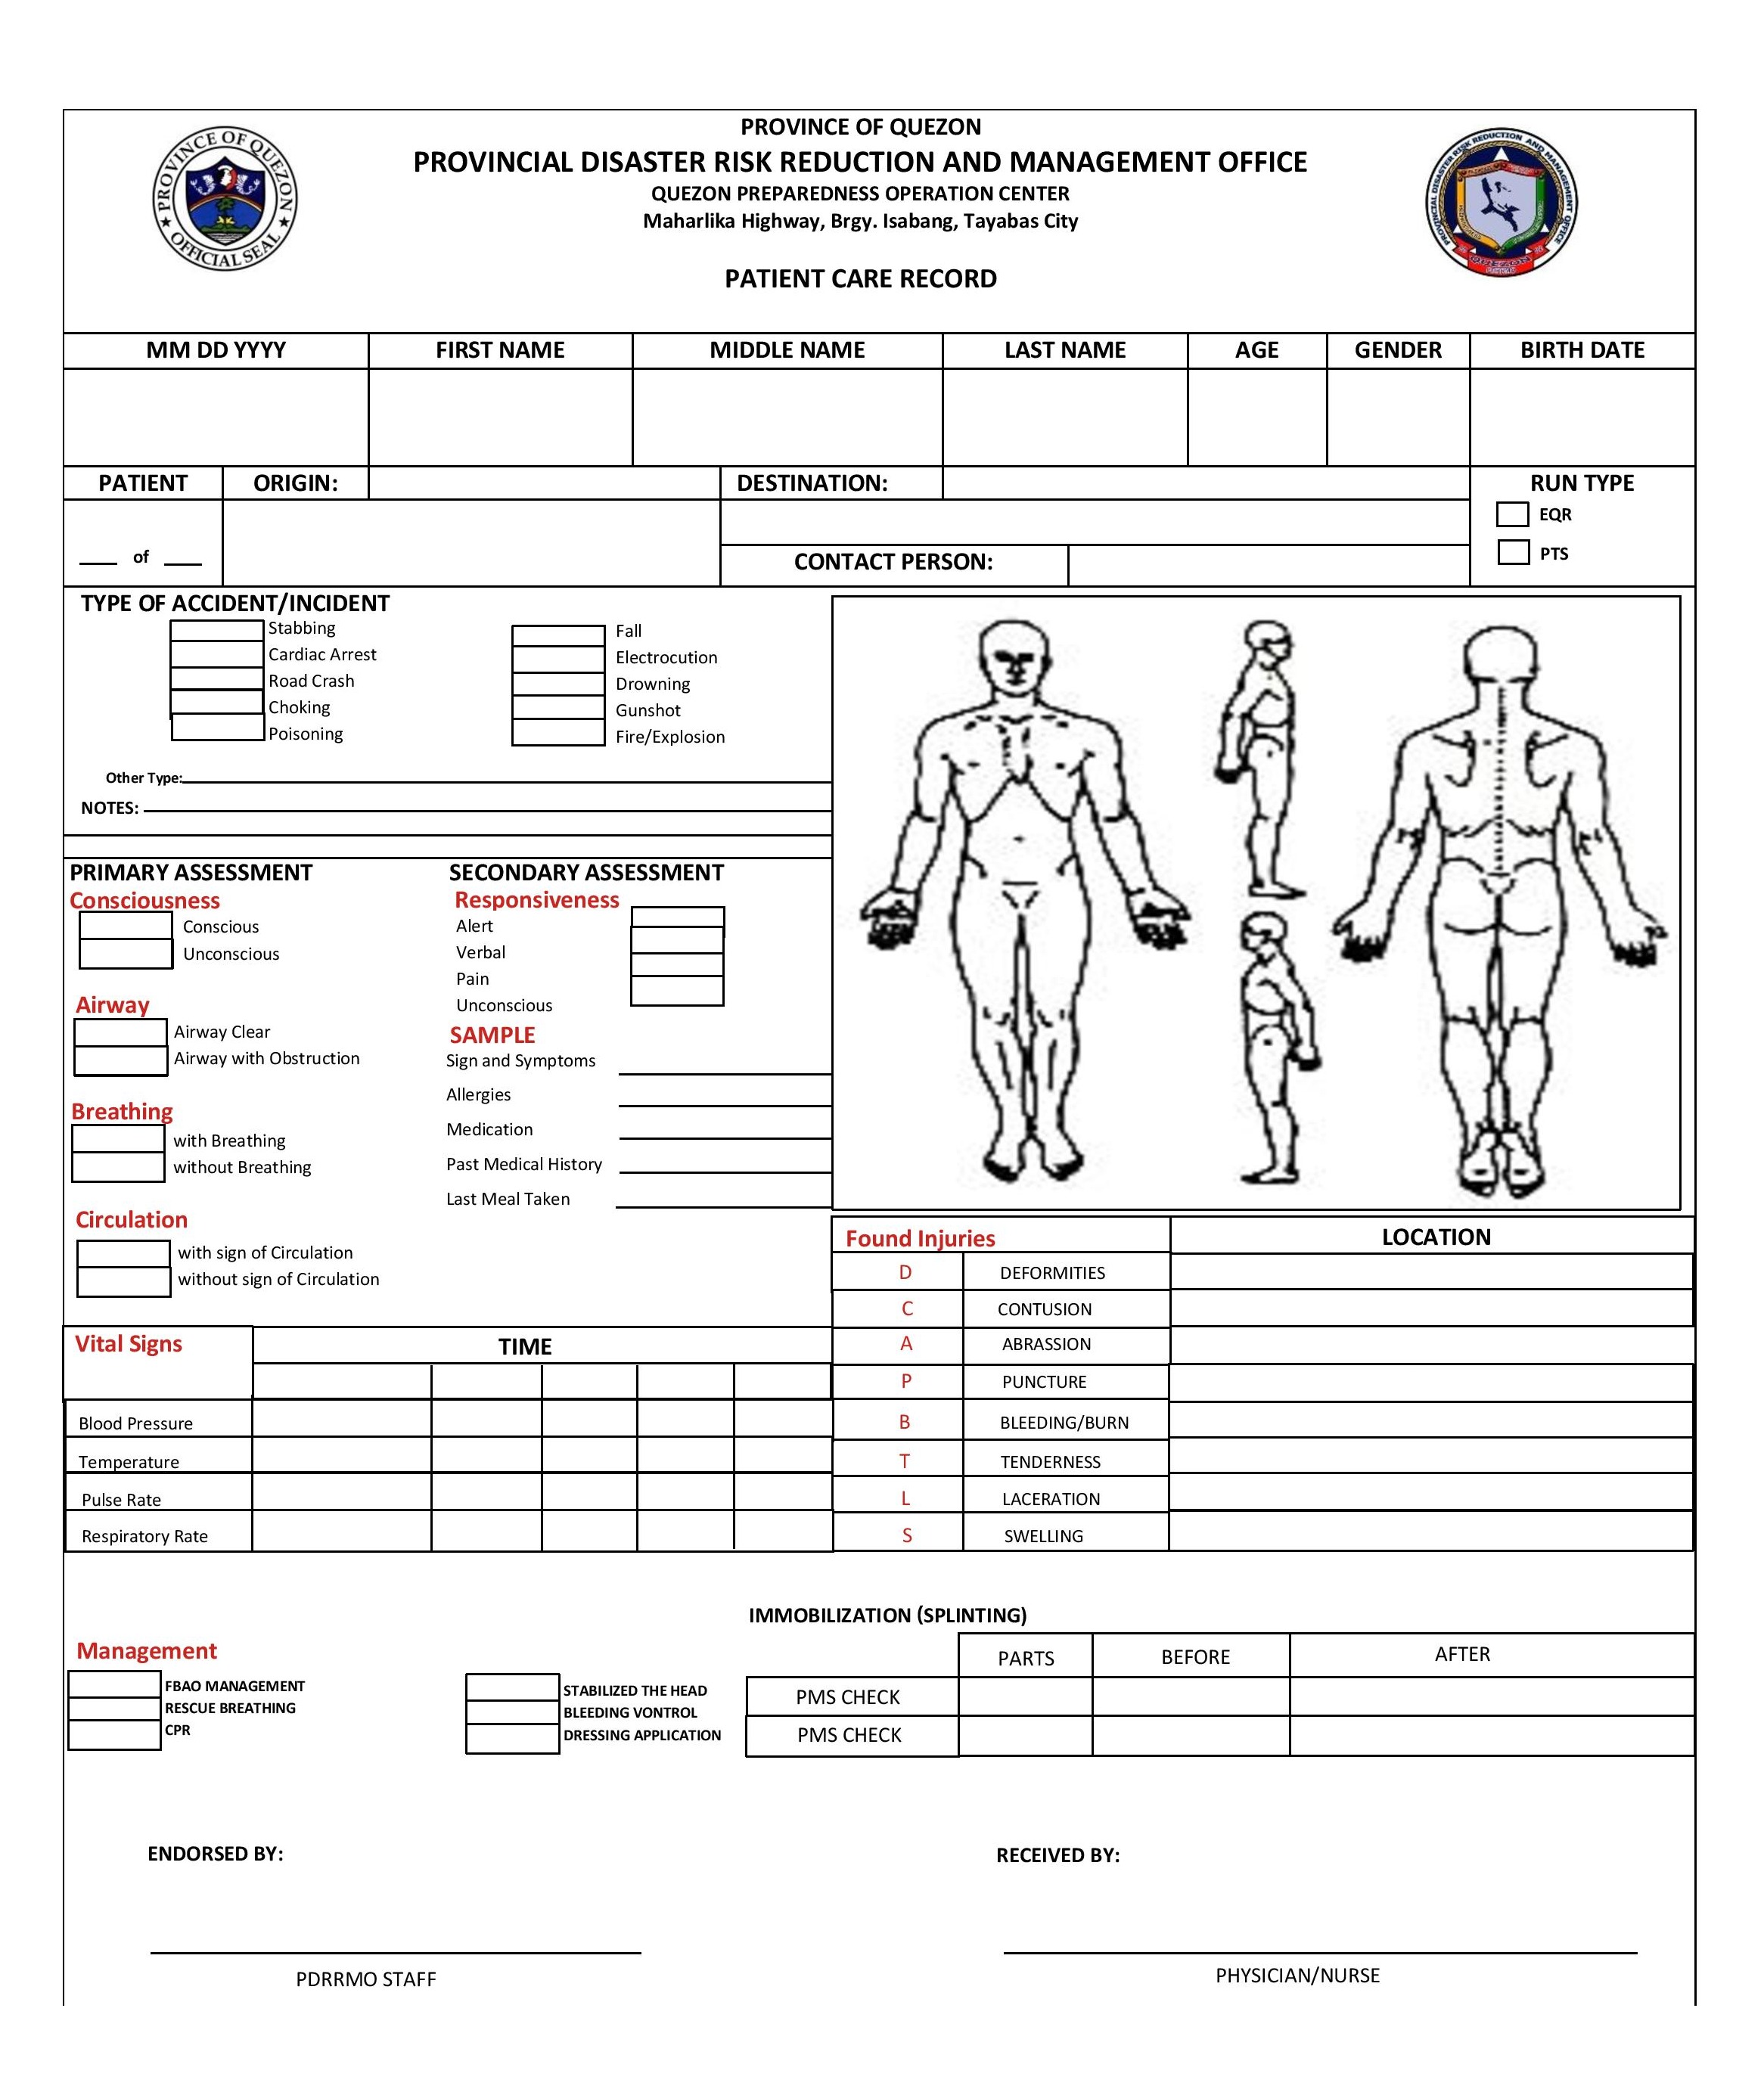 PROVINCE OF QUEZON
PROVINCIAL DISASTER RISK REDUCTION AND MANAGEMENT OFFICE
QUEZON PREPAREDNESS OPERATION CENTER
Maharlika Highway, Brgy. Isabang, Tayabas City
PATIENT CARE RECORD
PROVINCE OF QUEZON
OFFICIAL SEAL
PROVINCIAL DISASTER RISK REDUCTION AND MANAGEMENT OFFICE
QUEZON
MM DD YYYY FIRST NAME MIDDLE NAME LAST NAME AGE GENDER BIRTH DATE
PATIENT ORIGIN: DESTINATION: RUN TYPE
EQR
___ of ___ CONTACT PERSON: PTS
TYPE OF ACCIDENT/INCIDENT
Stabbing
Cardiac Arrest
Road Crash
Choking
Poisoning
Fall
Electrocution
Drowning
Gunshot
Fire/Explosion
Other Type:
NOTES:
PRIMARY ASSESSMENT
Consciousness
Conscious
Unconscious
Airway
Airway Clear
Airway with Obstruction
Breathing
with Breathing
without Breathing
Circulation
with sign of Circulation
without sign of Circulation
SECONDARY ASSESSMENT
Responsiveness
Alert
Verbal
Pain
Unconscious
SAMPLE
Sign and Symptoms
Allergies
Medication
Past Medical History
Last Meal Taken
Found Injuries LOCATION
D DEFORMITIES
C CONTUSION
A ABRASSION
P PUNCTURE
B BLEEDING/BURN
T TENDERNESS
L LACERATION
S SWELLING
Vital Signs TIME
Blood Pressure
Temperature
Pulse Rate
Respiratory Rate
IMMOBILIZATION (SPLINTING)
PARTS BEFORE AFTER
PMS CHECK
PMS CHECK
Management
FBAO MANAGEMENT
RESCUE BREATHING
CPR
STABILIZED THE HEAD
BLEEDING VONTROL
DRESSING APPLICATION
ENDORSED BY: RECEIVED BY:
PDRRMO STAFF PHYSICIAN/NURSE